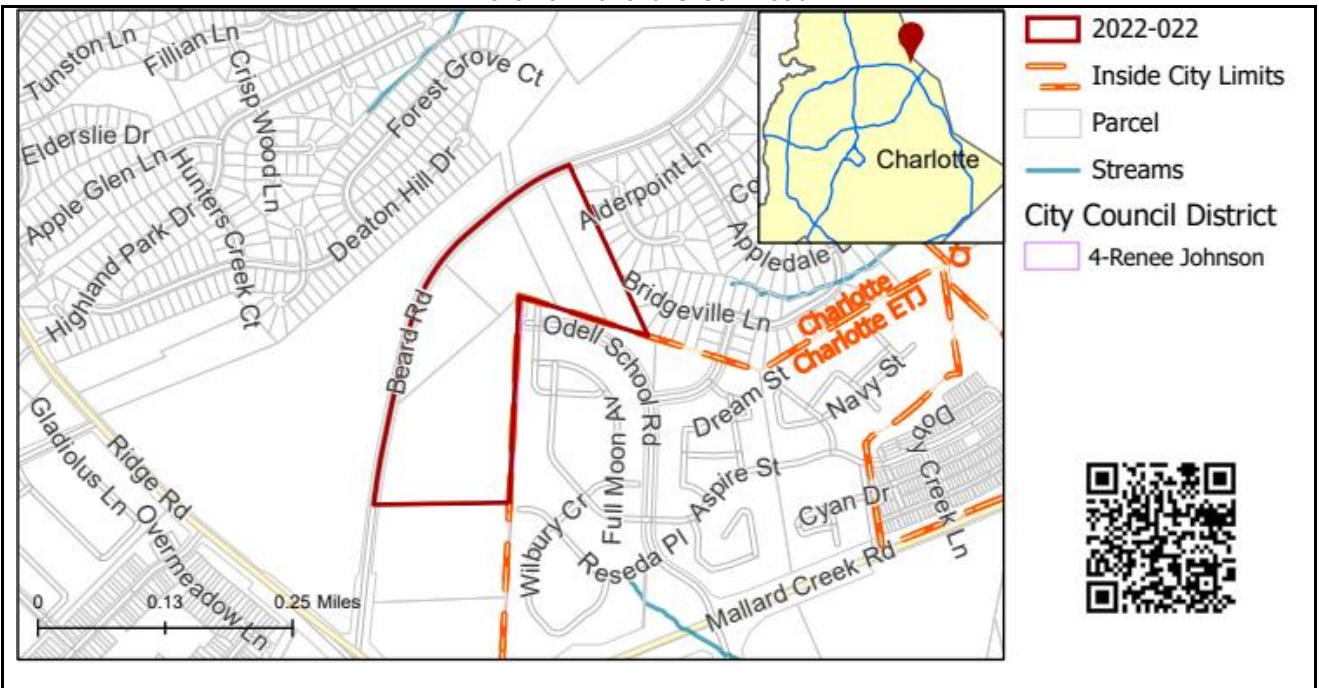 Tunston Ln
Fillian Ln
Crisp Wood Ln
Forest Grove Ct
Elderslie Dr
Apple Glen Ln
Hunters Creek Ct
Highland Park Dr
Deaton Hill Dr
Alderpoint Ln
Appledale
Bridgeville Ln
Charlotte
Charlotte ETJ
Beard Rd
Odell School Rd
Full Moon Av
Dream St
Navy St
Aspire St
Cyan Dr
Dob
y Creek Ln
Wilbury Cr
Reseda Pl
Mallard Creek Rd
Gladiolus Ln
Ridge Rd
Overmeadow Ln
0 0.13 0.25 Miles
Charlotte
2022-022
Inside City Limits
Parcel
Streams
City Council District
4-Renee Johnson